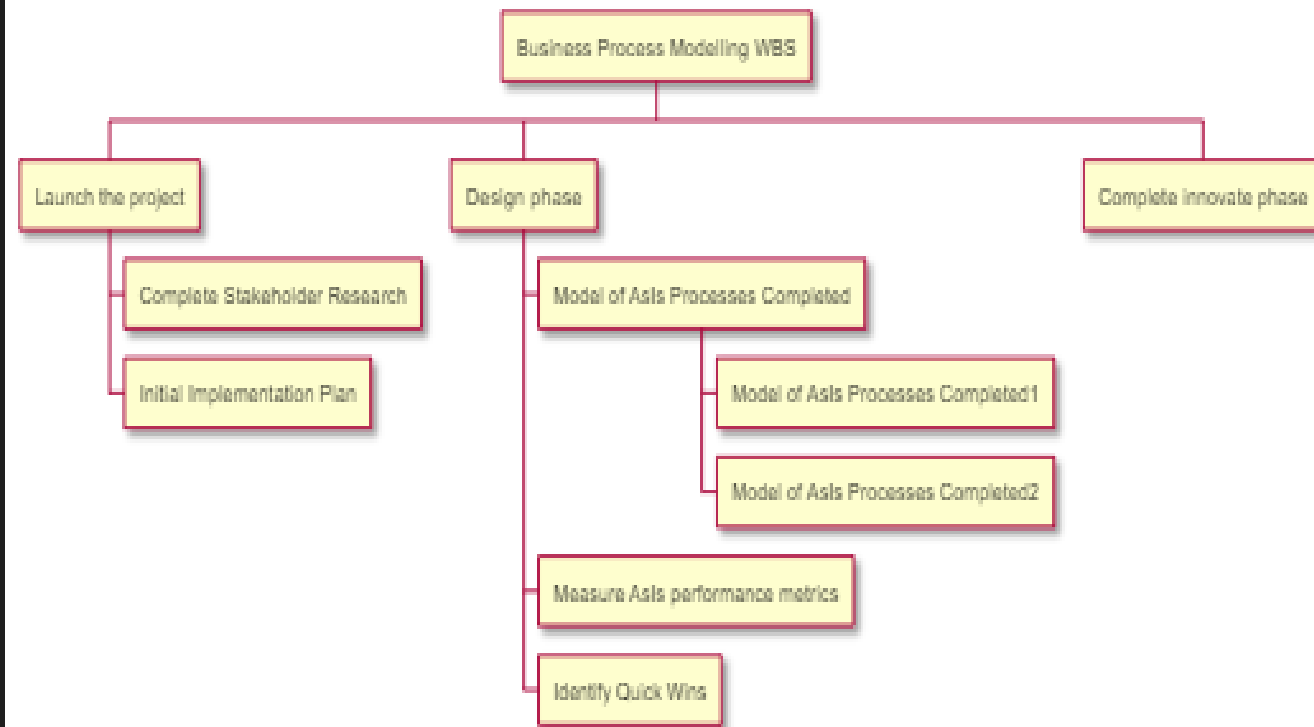 Business Process Modelling WBS
Launch the project
Design phase
Complete innovate phase
Complete Stakeholder Research
Initial Implementation Plan
Model of AsIs Processes Completed
Model of AsIs Processes Completed1
Model of AsIs Processes Completed2
Measure AsIs performance metrics
Identify Quick Wins